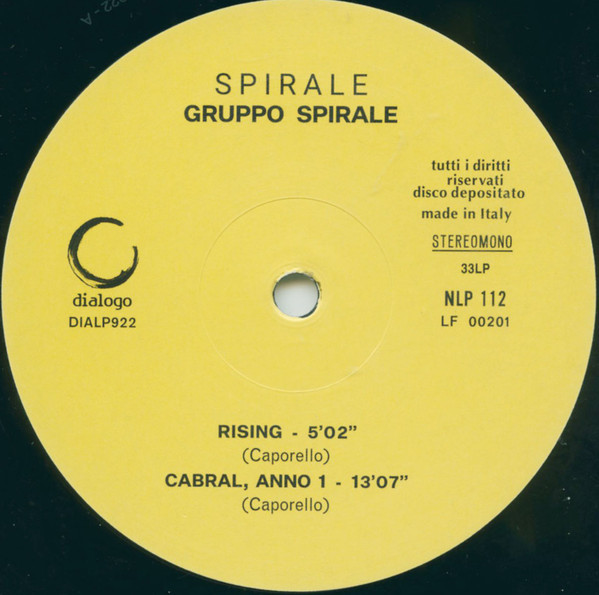 SPIRALE
GRUPPO SPIRALE
tutti i diritti
riservati
disco depositato
made in Italy
STEREOMONO
33LP
NLP 112
LF 00201
dialogo
DIALP922
RISING - 5'02"
(Caporello)
CABRAL, ANNO 1 - 13'07"
(Caporello)